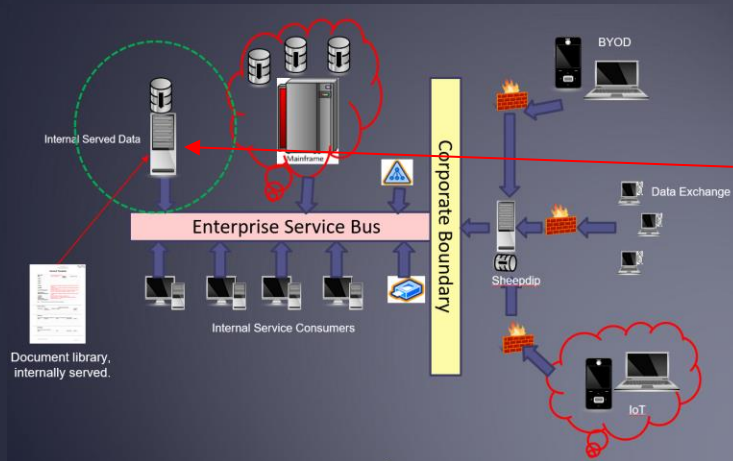 BYOD
Internal Served Data
Mainframe
Corporate Boundary
Data Exchange
Enterprise Service Bus
Sheepdip
Internal Service Consumers
Document library,
internally served.
IoT